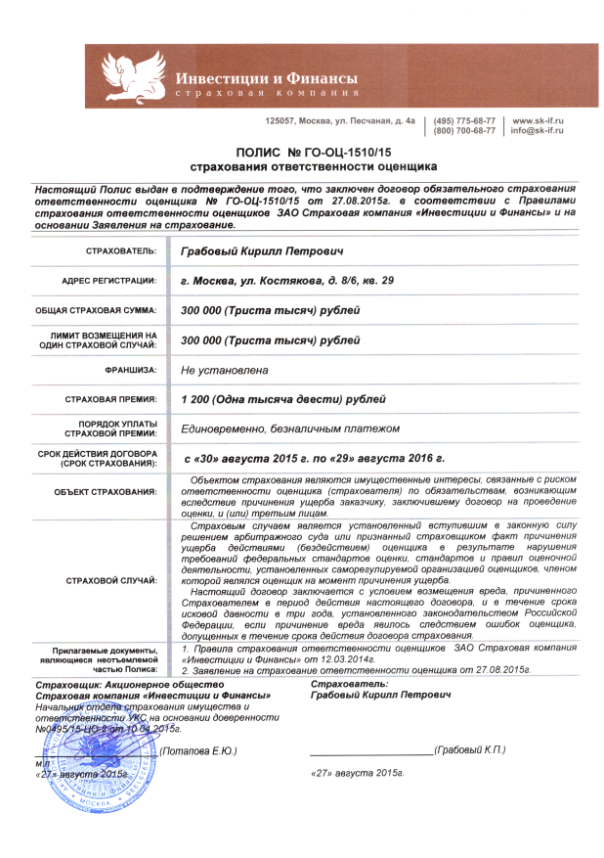 Инвестиции и Финансы
страховая компания
125057, Москва, ул. Песчаная, д. 4а
(495) 775-68-77
(800) 700-68-77
www.sk-if.ru
info@sk-if.ru
ПОЛИС № ГО-ОЦ-1510/15
страхования ответственности оценщика
Настоящий Полис выдан в подтверждение того, что заключен договор обязательного страхования
ответственности оценщика № ГО-ОЦ-1510/15 от 27.08.2015г. в соответствии с Правилами
страхования ответственности оценщиков ЗАО Страховая компания «Инвестиции и Финансы» и на
основании Заявления на страхование.
СТРАХОВАТЕЛЬ: Грабовый Кирилл Петрович
АДРЕС РЕГИСТРАЦИИ: г. Москва, ул. Костякова, д. 8/6, кв. 29
ОБЩАЯ СТРАХОВАЯ СУММА: 300 000 (Триста тысяч) рублей
ЛИМИТ ВОЗМЕЩЕНИЯ НА
ОДИН СТРАХОВОЙ СЛУЧАЙ: 300 000 (Триста тысяч) рублей
ФРАНШИЗА: Не установлена
СТРАХОВАЯ ПРЕМИЯ: 1 200 (Одна тысяча двести) рублей
ПОРЯДОК УПЛАТЫ
СТРАХОВОЙ ПРЕМИИ: Единовременно, безналичным платежом
СРОК ДЕЙСТВИЯ ДОГОВОРА
(СРОК СТРАХОВАНИЯ): с «30» августа 2015 г. по «29» августа 2016 г.
ОБЪЕКТ СТРАХОВАНИЯ:
Объектом страхования являются имущественные интересы, связанные с риском
ответственности оценщика (страхователя) по обязательствам, возникающим
вследствие причинения ущерба заказчику, заключившему договор на проведение
оценки, и (или) третьим лицам.
СТРАХОВОЙ СЛУЧАЙ:
Страховым случаем является установленный вступившим в законную силу
решением арбитражного суда или признанный страховщиком факт причинения
ущерба действиями (бездействием) оценщика в результате нарушения
требований федеральных стандартов оценки, стандартов и правил оценочной
деятельности, установленных саморегулируемой организацией оценщиков, членом
которой являлся оценщик на момент причинения ущерба.
Настоящий договор заключается с условием возмещения вреда, причиненного
Страхователем в период действия настоящего договора, и в течение срока
исковой давности в три года, установленного законодательством Российской
Федерации, если причинение вреда явилось следствием ошибок оценщика,
допущенных в течение срока действия договора страхования.
Прилагаемые документы,
являющиеся неотъемлемой
частью Полиса:
1. Правила страхования ответственности оценщиков ЗАО Страховая компания
«Инвестиции и Финансы» от 12.03.2014г.
2. Заявление на страхование ответственности оценщика от 27.08.2015г.
Страховщик: Акционерное общество
Страховая компания «Инвестиции и Финансы»
Начальник отдела страхования имущества и
ответственности УКС на основании доверенности
№0495/15-ЦО-2 от 10.04.2015г.
(Потапова Е.Ю.)
м.п.
«27» августа 2015г.
Страхователь:
Грабовый Кирилл Петрович
(Грабовый К.П.)
«27» августа 2015г.
Инвестиции и Финансы
МОСКВА